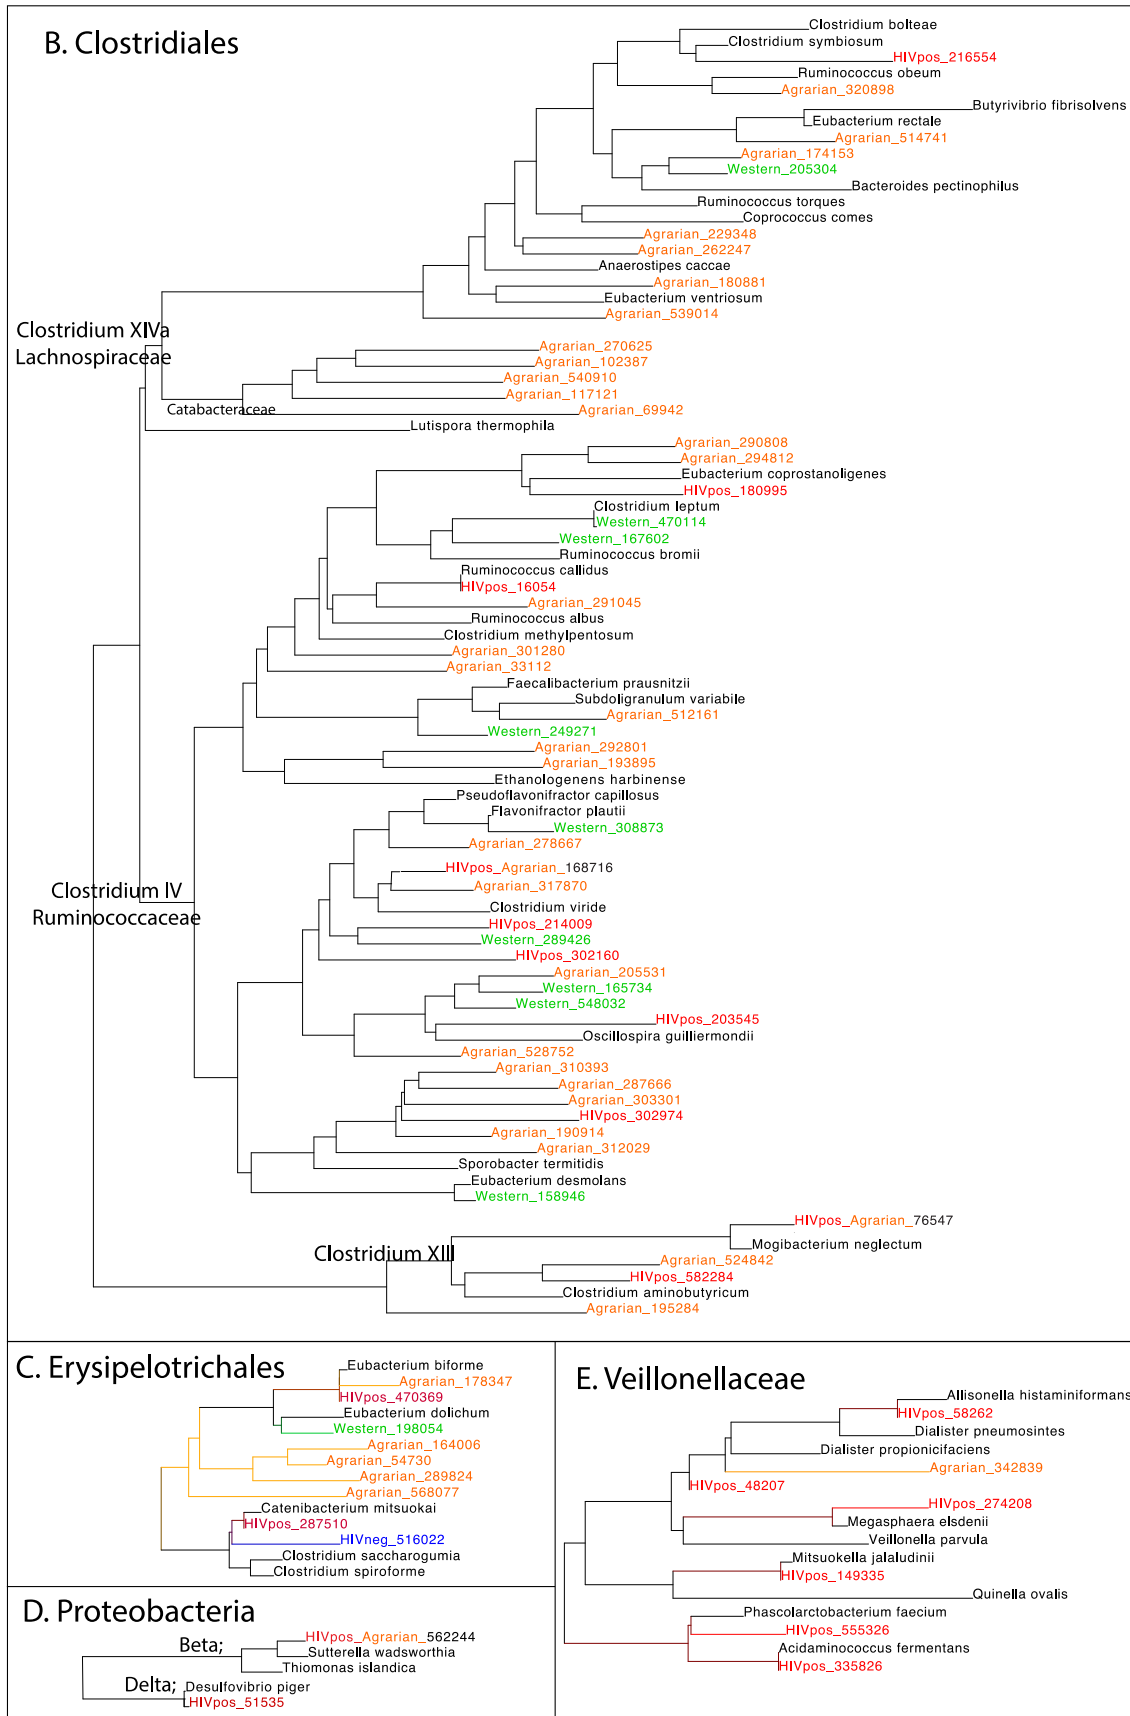 B. Clostridiales
Clostridium bolteae
Clostridium symbiosum
HIVpos_216554
Ruminococcus obeum
Agrarian_320898
Butyrivibrio fibrisolvens
Eubacterium rectale
Agrarian_514741
Agrarian_174153
Western_205304
Bacteroides pectinophilus
Ruminococcus torques
Coprococcus comes
Agrarian_229348
Agrarian_262247
Anaerostipes caccae
Agrarian_180881
Eubacterium ventriosum
Agrarian_539014
Clostridium XIVa
Lachnospiraceae
Agrarian_270625
Agrarian_102387
Agrarian_540910
Agrarian_117121
Catabacteraceae
Agrarian_69942
Lutispora thermophila
Agrarian_290808
Agrarian_294812
Eubacterium coprostanoligenes
HIVpos_180995
Clostridium leptum
Western_470114
Western_167602
Ruminococcus bromii
Ruminococcus callidus
HIVpos_16054
Agrarian_291045
Ruminococcus albus
Clostridium methylpentosum
Agrarian_301280
Agrarian_33112
Faecalibacterium prausnitzii
Subdoligranulum variabile
Agrarian_512161
Western_249271
Agrarian_292801
Agrarian_193895
Ethanologenens harbinense
Pseudoflavonifractor capillosus
Flavonifractor plautii
Western_308873
Agrarian_278667
HIVpos_Agrarian_168716
Agrarian_317870
Clostridium IV
Ruminococcaceae
Clostridium viride
HIVpos_214009
Western_289426
HIVpos_302160
Agrarian_205531
Western_165734
Western_548032
HIVpos_203545
Oscillospira guilliermondii
Agrarian_528752
Agrarian_310393
Agrarian_287666
Agrarian_303301
HIVpos_302974
Agrarian_190914
Agrarian_312029
Sporobacter termitidis
Eubacterium desmolans
Western_158946
HIVpos_Agrarian_76547
Mogibacterium neglectum
Clostridium XIII
Agrarian_524842
HIVpos_582284
Clostridium aminobutyricum
Agrarian_195284
C. Erysipelotrichales
Eubacterium biforme
Agrarian_178347
HIVpos_470369
Eubacterium dolichum
Western_198054
Agrarian_164006
Agrarian_54730
Agrarian_289824
Agrarian_568077
Catenibacterium mitsuokai
HIVpos_287510
HIVneg_516022
Clostridium saccharogumia
Clostridium spiroforme
D. Proteobacteria
Beta;
HIVpos_Agrarian_562244
Sutterella wadsworthia
Thiomonas islandica
Delta;
Desulfovibrio piger
HIVpos_51535
E. Veillonellaceae
Allisonella histaminiformans
HIVpos_58262
Dialister pneumosintes
Dialister propionicifaciens
Agrarian_342839
HIVpos_48207
HIVpos_274208
Megasphaera elsdenii
Veillonella parvula
Mitsuokella jalaludinii
HIVpos_149335
Quinella ovalis
Phascolarctobacterium faecium
HIVpos_555326
Acidaminococcus fermentans
HIVpos_335826